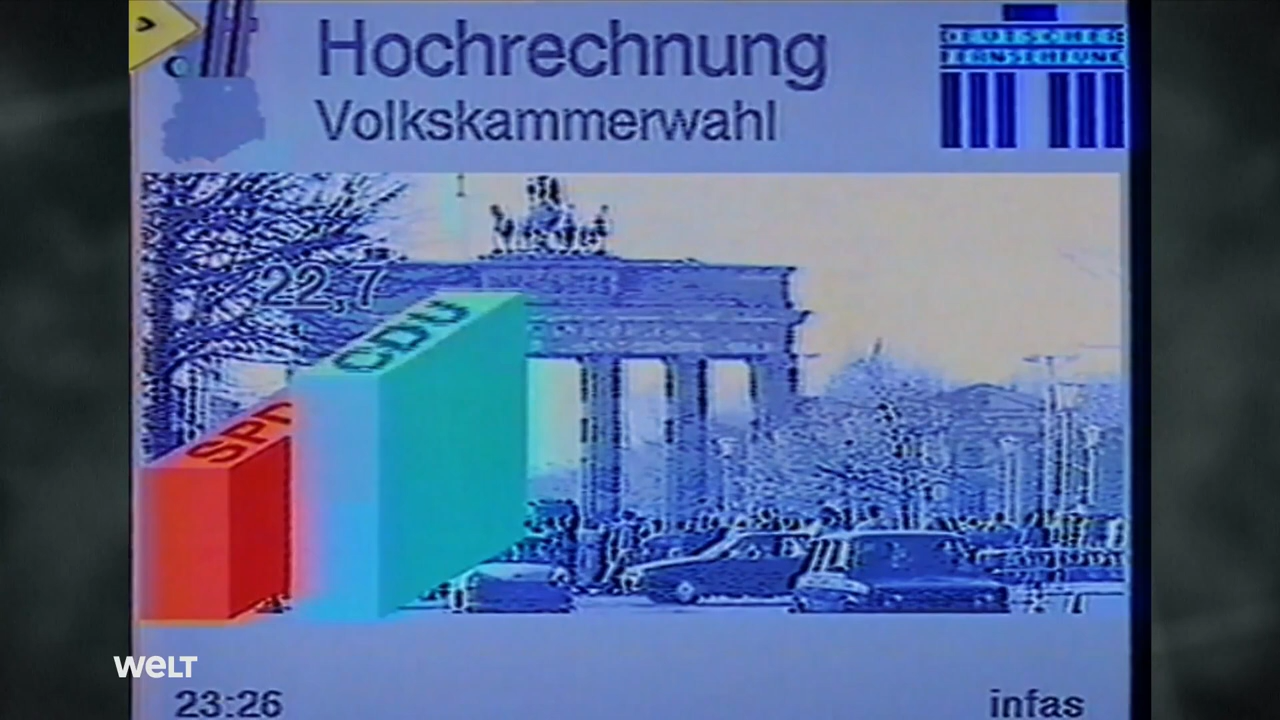 Hochrechnung
Volkskammerwahl
DEUTSCHER
FERNSEHFUNK
22,7
CDU
SPD
WELT
23:26
infas